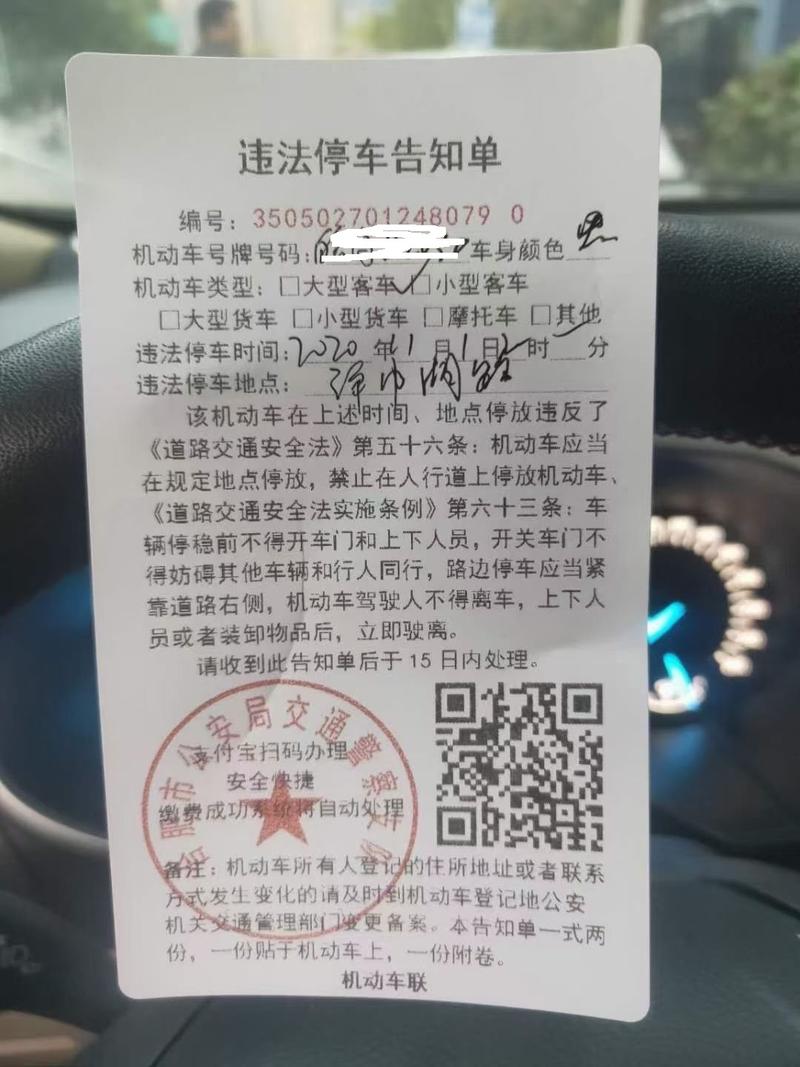 违法停车告知单
编号：350502701248079 0
机动车号牌号码：车身颜色
机动车类型：□大型客车 □小型客车
□大型货车 □小型货车 □摩托车 □其他
违法停车时间：2020年11月1日2时 分
违法停车地点：
该机动车在上述时间、地点停放违反了
《道路交通安全法》第五十六条：机动车应当
在规定地点停放，禁止在人行道上停放机动车、
《道路交通安全法实施条例》第六十三条：车
辆停稳前不得开车门和上下人员，开关车门不
得妨碍其他车辆和行人同行，路边停车应当紧
靠道路右侧，机动车驾驶人不得离车，上下人
员或者装卸物品后，立即驶离。
请收到此告知单后于15日内处理。
合肥市公安局交通警察支队
支付宝扫码办理
安全快捷
缴费成功系统将自动处理
备注：机动车所有人登记的住所地址或者联系
方式发生变化的请及时到机动车登记地公安
机关交通管理部门变更备案。本告知单一式两
份，一份贴于机动车上，一份附卷。
机动车联